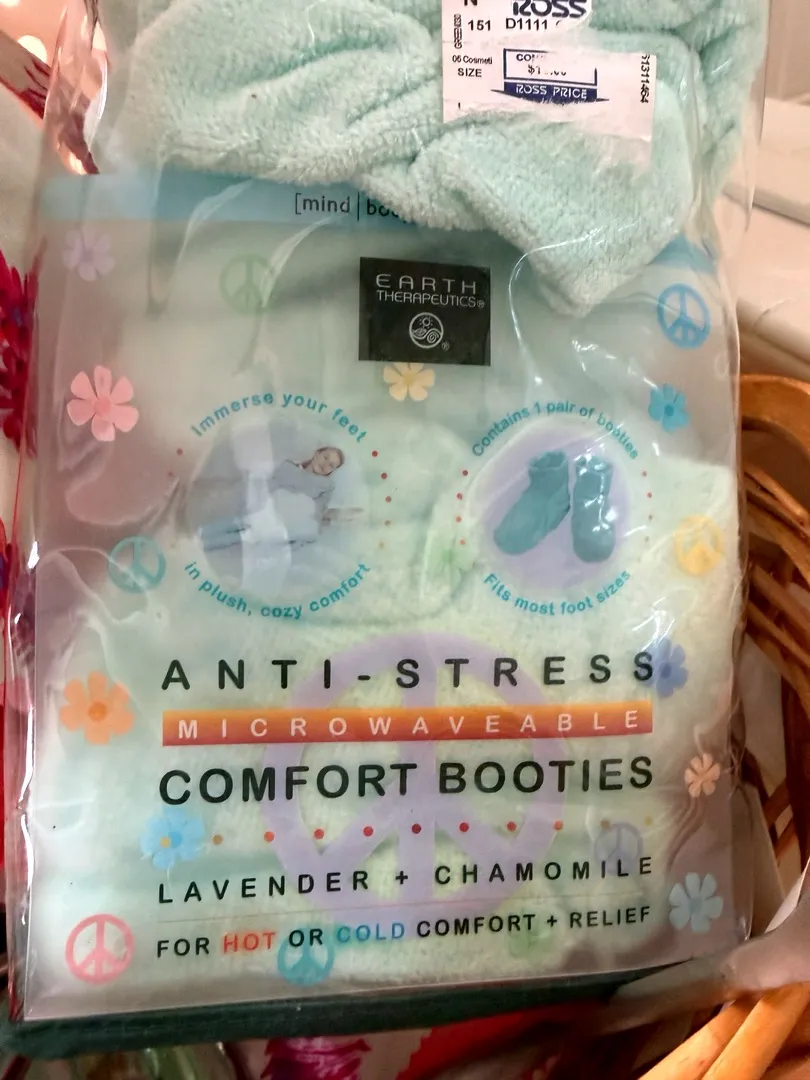 ROSS
151 D1111
06 Cosmeti
SIZE
ROSS PRICE
[mind |
EARTH
THERAPEUTICS®
®
Immerse your feet
in plush, cozy comfort
Contains 1 pair of booties
Fits most foot sizes
ANTI-STRESS
MICROWAVEABLE
COMFORT BOOTIES
LAVENDER + CHAMOMILE
FOR HOT OR COLD COMFORT + RELIEF